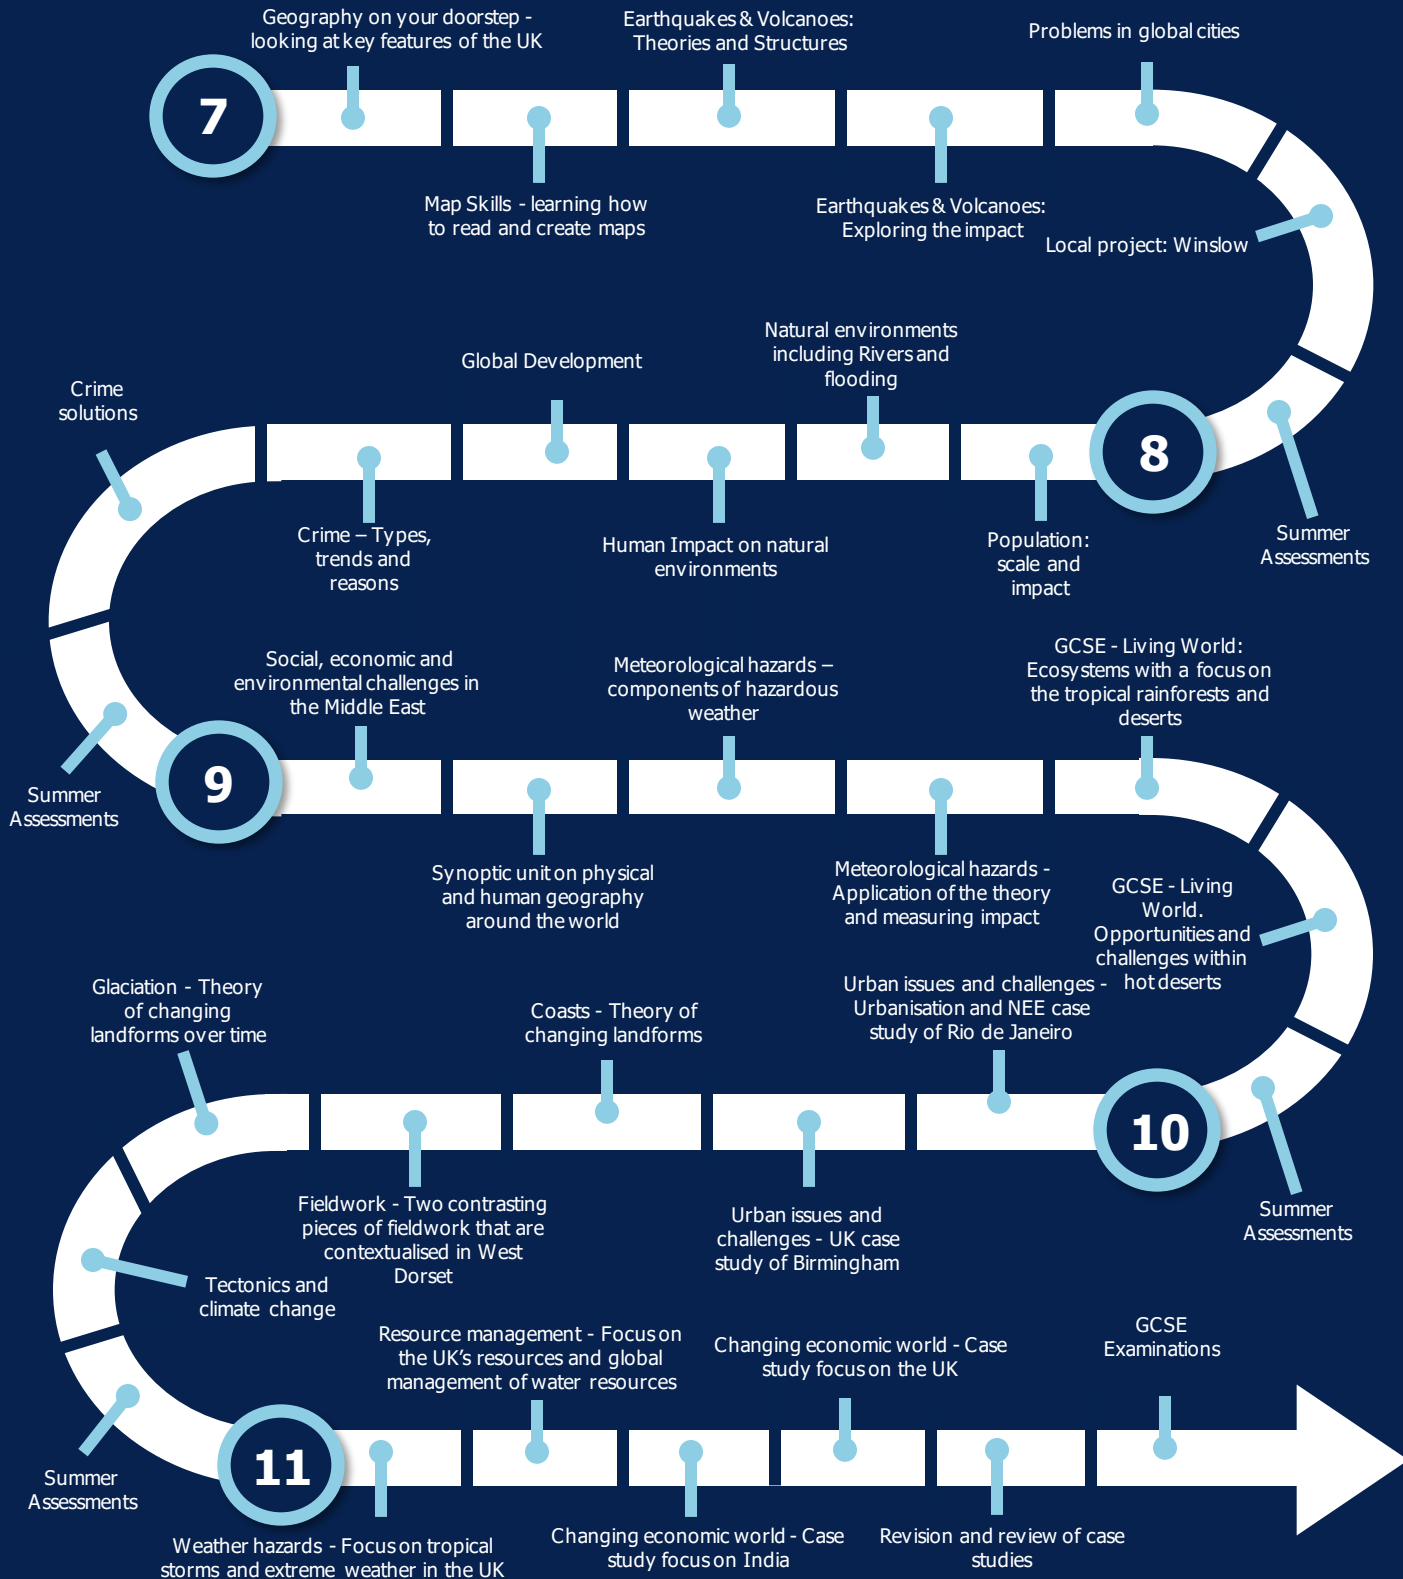 7
Geography on your doorstep -
looking at key features of the UK
Map Skills - learning how
to read and create maps
Earthquakes & Volcanoes:
Theories and Structures
Earthquakes & Volcanoes:
Exploring the impact
Problems in global cities
Local project: Winslow
Summer
Assessments
8
Population:
scale and
impact
Natural environments
including Rivers and
flooding
Human Impact on natural
environments
Global Development
Crime – Types,
trends and
reasons
Crime
solutions
Summer
Assessments
9
Social, economic and
environmental challenges in
the Middle East
Synoptic unit on physical
and human geography
around the world
Meteorological hazards –
components of hazardous
weather
Meteorological hazards -
Application of the theory
and measuring impact
GCSE - Living World:
Ecosystems with a focus on
the tropical rainforests and
deserts
GCSE - Living
World.
Opportunities and
challenges within
hot deserts
Summer
Assessments
10
Urban issues and challenges -
Urbanisation and NEE case
study of Rio de Janeiro
Urban issues and
challenges - UK case
study of Birmingham
Coasts - Theory of
changing landforms
Fieldwork - Two contrasting
pieces of fieldwork that are
contextualised in West
Dorset
Glaciation - Theory
of changing
landforms over time
Tectonics and
climate change
Summer
Assessments
11
Weather hazards - Focus on tropical
storms and extreme weather in the UK
Resource management - Focus on
the UK's resources and global
management of water resources
Changing economic world - Case
study focus on India
Changing economic world - Case
study focus on the UK
Revision and review of case
studies
GCSE
Examinations